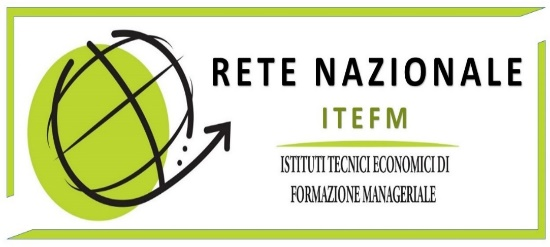 RETE NAZIONALE
ITEFM
ISTITUTI TECNICI ECONOMICI DI
FORMAZIONE MANAGERIALE